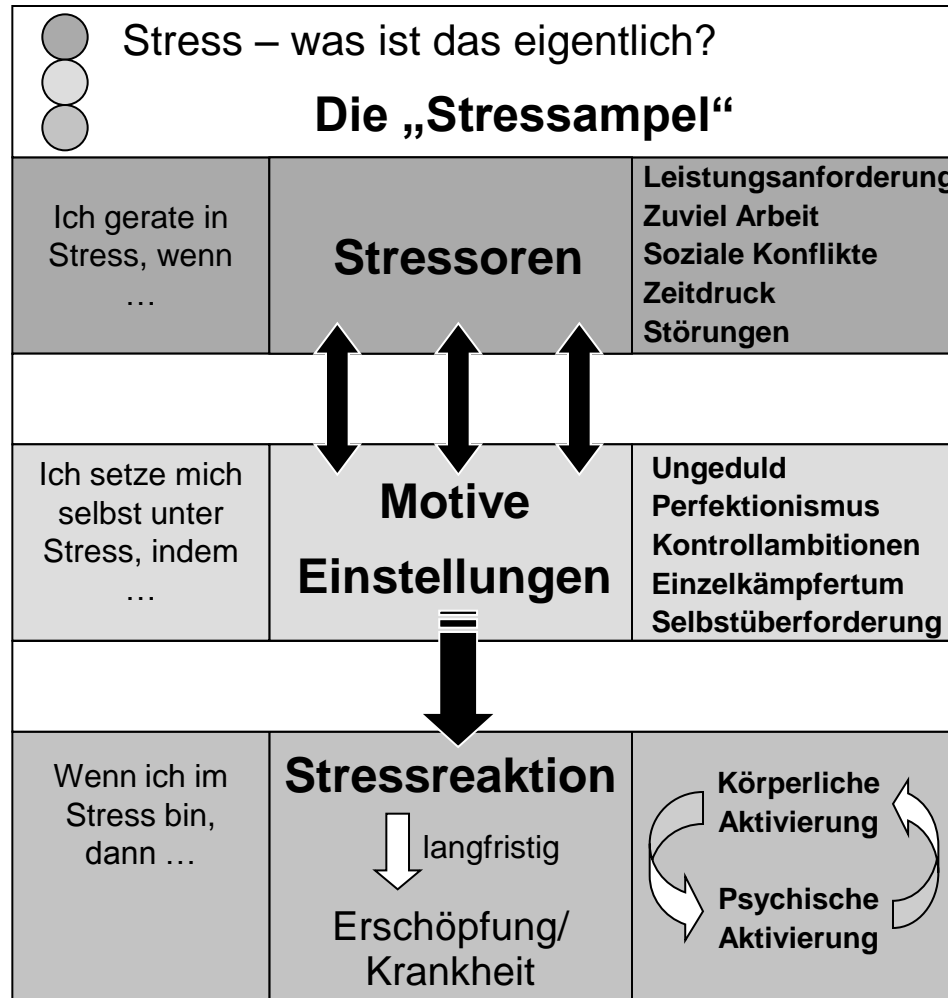 Stress – was ist das eigentlich?
Die „Stressampel“
Ich gerate in
Stress, wenn
…
Stressoren
Leistungsanforderung
Zuviel Arbeit
Soziale Konflikte
Zeitdruck
Störungen
Ich setze mich
selbst unter
Stress, indem
…
Motive
Einstellungen
Ungeduld
Perfektionismus
Kontrollambitionen
Einzelkämpfertum
Selbstüberforderung
Wenn ich im
Stress bin,
dann …
Stressreaktion
langfristig
Erschöpfung/
Krankheit
Körperliche
Aktivierung
Psychische
Aktivierung